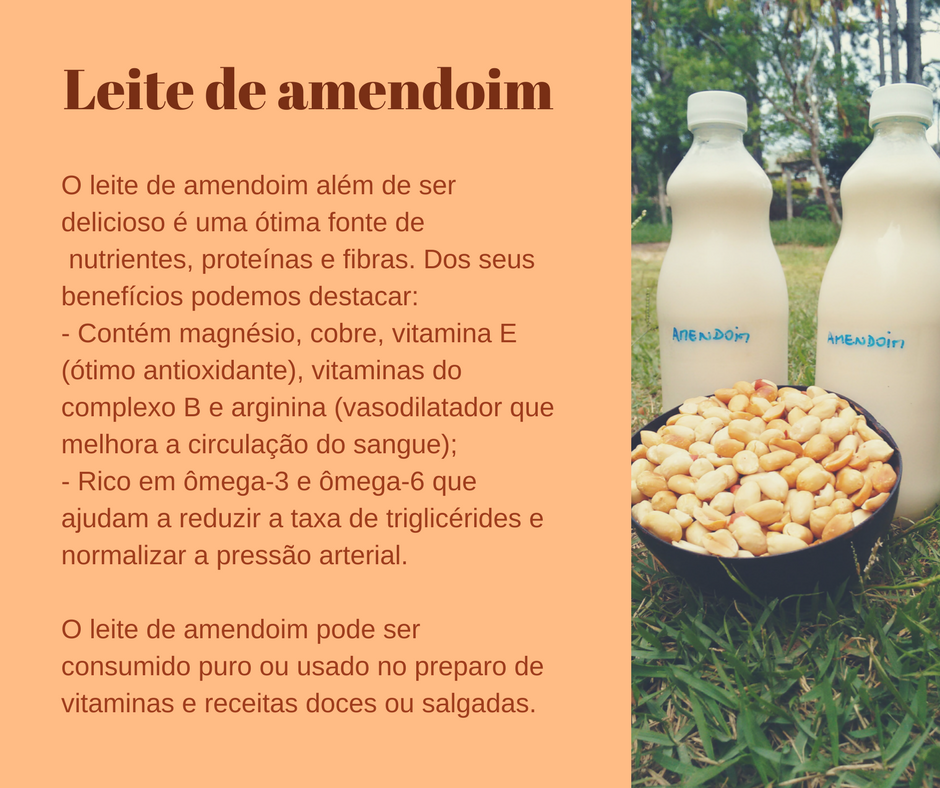 Leite de amendoim
O leite de amendoim além de ser
delicioso é uma ótima fonte de
nutrientes, proteínas e fibras. Dos seus
benefícios podemos destacar:
- Contém magnésio, cobre, vitamina E
(ótimo antioxidante), vitaminas do
complexo B e arginina (vasodilatador que
melhora a circulação do sangue);
- Rico em ômega-3 e ômega-6 que
ajudam a reduzir a taxa de triglicérides e
normalizar a pressão arterial.
O leite de amendoim pode ser
consumido puro ou usado no preparo de
vitaminas e receitas doces ou salgadas.
AMENDOim
AMENDOim